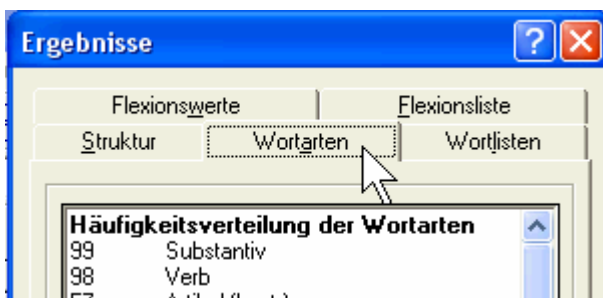 Ergebnisse
Flexionswerte Flexionsliste
Struktur Wortarten Wortlisten
Häufigkeitsverteilung der Wortarten
99 Substantiv
98 Verb